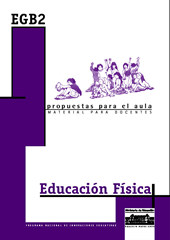 EGB2
propuestas para el aula
MATERIAL PARA DOCENTES
Educación Física
PROGRAMA NACIONAL DE INNOVACIONES EDUCATIVAS